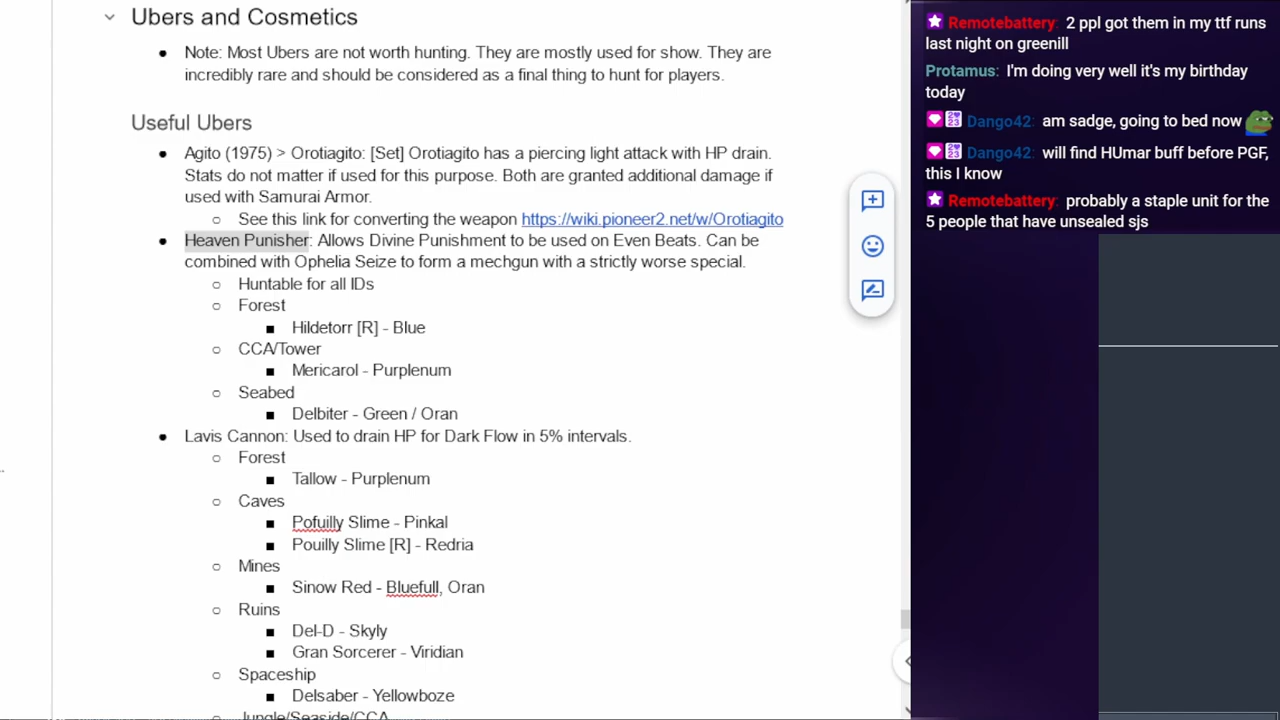 Ubers and Cosmetics
● Note: Most Ubers are not worth hunting. They are mostly used for show. They are
incredibly rare and should be considered as a final thing to hunt for players.
Useful Ubers
● Agito (1975) > Orotiagito: [Set] Orotiagito has a piercing light attack with HP drain.
Stats do not matter if used for this purpose. Both are granted additional damage if
used with Samurai Armor.
○ See this link for converting the weapon https://wiki.pioneer2.net/w/Orotiagito
● Heaven Punisher: Allows Divine Punishment to be used on Even Beats. Can be
combined with Ophelia Seize to form a mechgun with a strictly worse special.
○ Huntable for all IDs
○ Forest
■ Hildetorr [R] - Blue
○ CCA/Tower
■ Mericarol - Purplenum
○ Seabed
■ Delbiter - Green / Oran
● Lavis Cannon: Used to drain HP for Dark Flow in 5% intervals.
○ Forest
■ Tallow - Purplenum
○ Caves
■ Pofuilly Slime - Pinkal
■ Pouilly Slime [R] - Redria
○ Mines
■ Sinow Red - Bluefull, Oran
○ Ruins
■ Del-D - Skyly
■ Gran Sorcerer - Viridian
○ Spaceship
■ Delsaber - Yellowboze
○ Jungle/Seaside/CCA
Remotebattery: 2 ppl got them in my ttf runs
last night on greenill
Protamus: I'm doing very well it's my birthday
today
Dango42: am sadge, going to bed now
Dango42: will find HUmar buff before PGF,
this I know
Remotebattery: probably a staple unit for the
5 people that have unsealed sjs